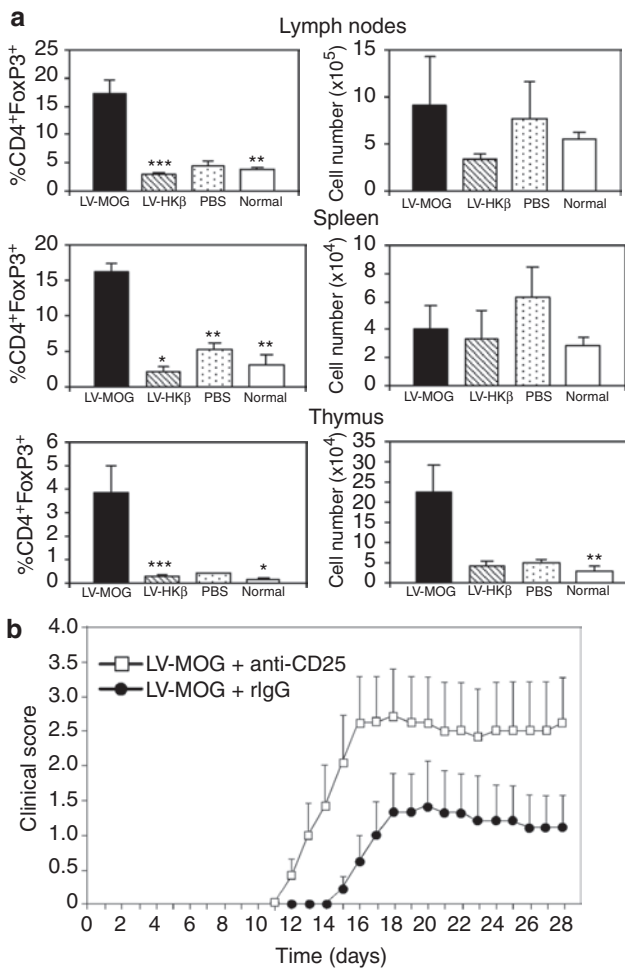 a
Lymph nodes
%CD4+FoxP3+
25
20
15
10
5
0
***
**
LV-MOG LV-HKβ PBS Normal
Cell number (x10⁵)
15
10
5
0
LV-MOG LV-HKβ PBS Normal
Spleen
%CD4+FoxP3+
20
15
10
5
0
*
**
**
LV-MOG LV-HKβ PBS Normal
Cell number (x10⁴)
10
8
6
4
2
0
LV-MOG LV-HKβ PBS Normal
Thymus
%CD4+FoxP3+
6
5
4
3
2
1
0
***
*
LV-MOG LV-HKβ PBS Normal
Cell number (x10⁴)
35
30
25
20
15
10
5
0
**
LV-MOG LV-HKβ PBS Normal
b
Clinical score
4.0
3.5
3.0
2.5
2.0
1.5
1.0
0.5
0
LV-MOG + anti-CD25
LV-MOG + rIgG
0 2 4 6 8 10 12 14 16 18 20 22 24 26 28
Time (days)